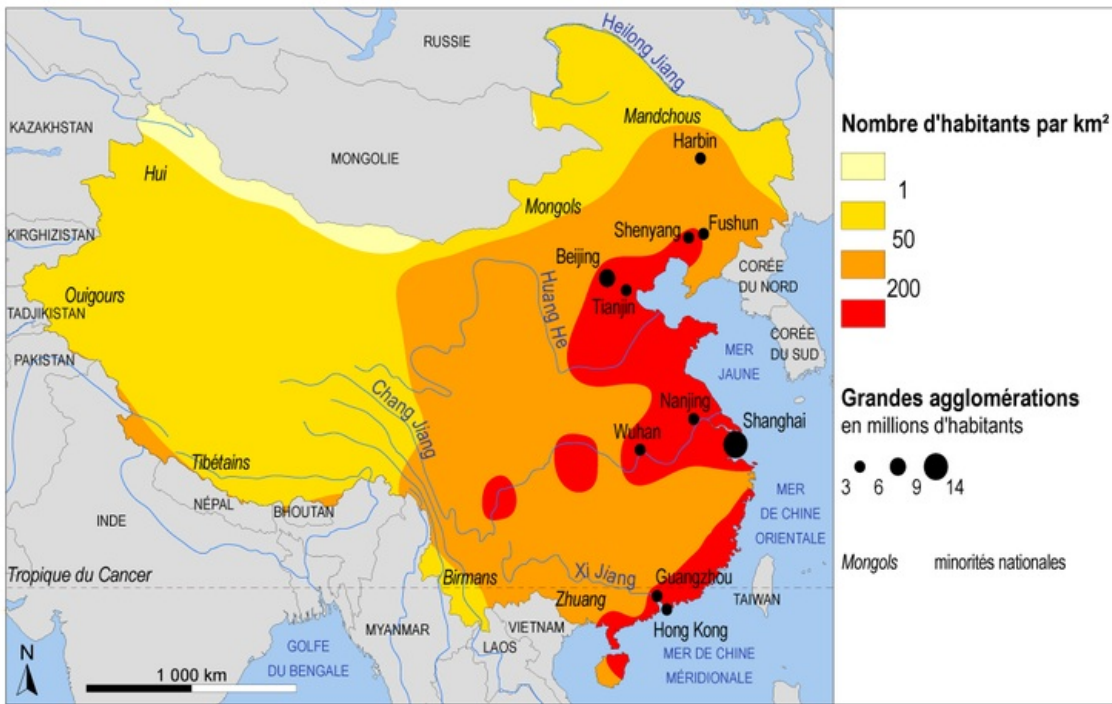 RUSSIE
Heilong Jiang
KAZAKHSTAN
Mandchous
Harbin
MONGOLIE
Hui
Mongols
KIRGHIZISTAN
Shenyang
Fushun
Beijing
CORÉE
DU NORD
Ouigours
Tianjin
Huang He
TADJIKISTAN
CORÉE
DU SUD
PAKISTAN
MER
JAUNE
Chang Jiang
Nanjing
Shanghai
Wuhan
Tibétains
NÉPAL
BHOUTAN
INDE
MER
DE CHINE
ORIENTALE
Tropique du Cancer
Birmans
Xi Jiang
Guangzhou
Zhuang
TAIWAN
MYANMAR
VIETNAM
Hong Kong
LAOS
GOLFE
DU BENGALE
MER DE CHINE
MÉRIDIONALE
N
1 000 km
Nombre d'habitants par km²
1
50
200
Grandes agglomérations
en millions d'habitants
3 6 9 14
Mongols minorités nationales